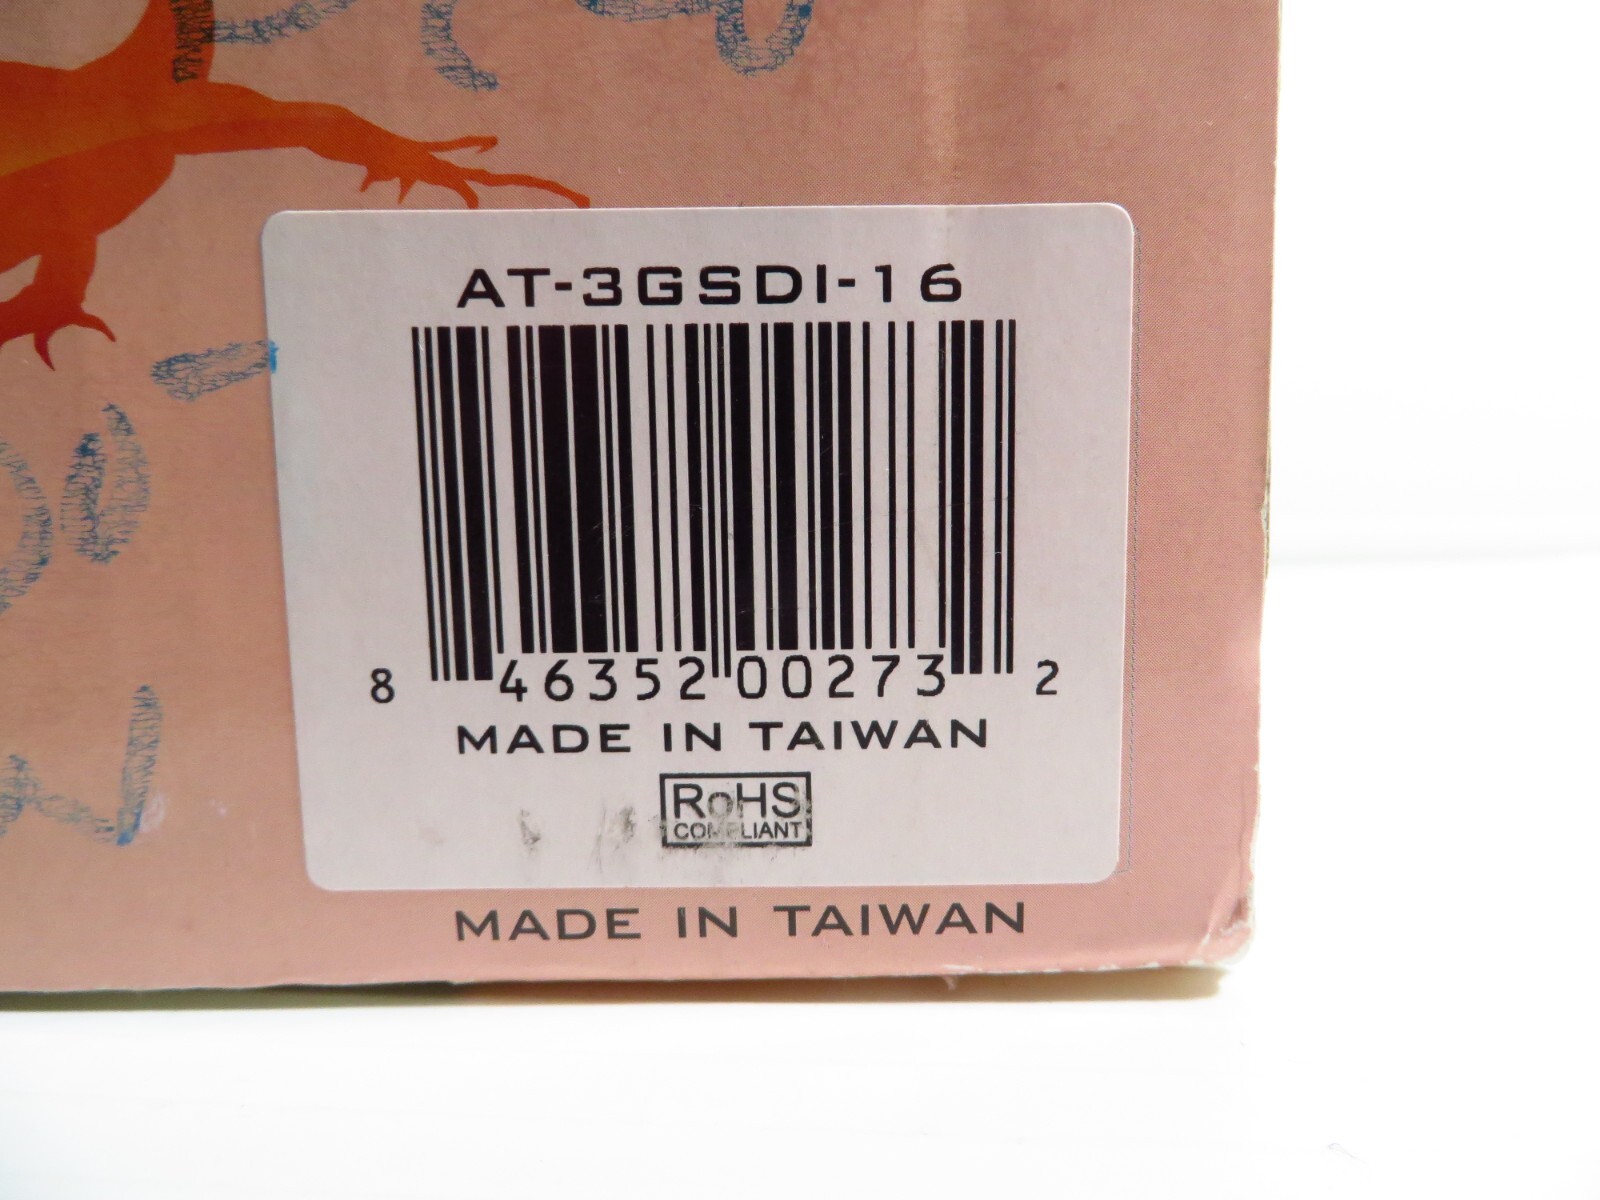 AT-3GSDI-16
8 46352 00273 2
MADE IN TAIWAN
RoHS
COMPLIANT
MADE IN TAIWAN